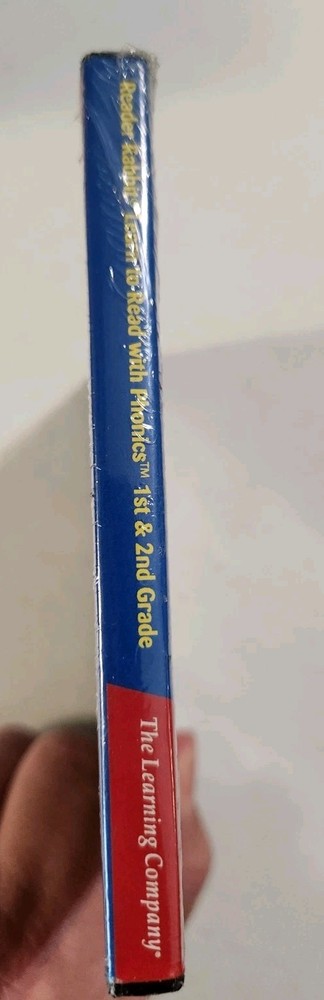 Reader Rabbit® Learn to Read with Phonics™ 1st & 2nd Grade
The Learning Company®